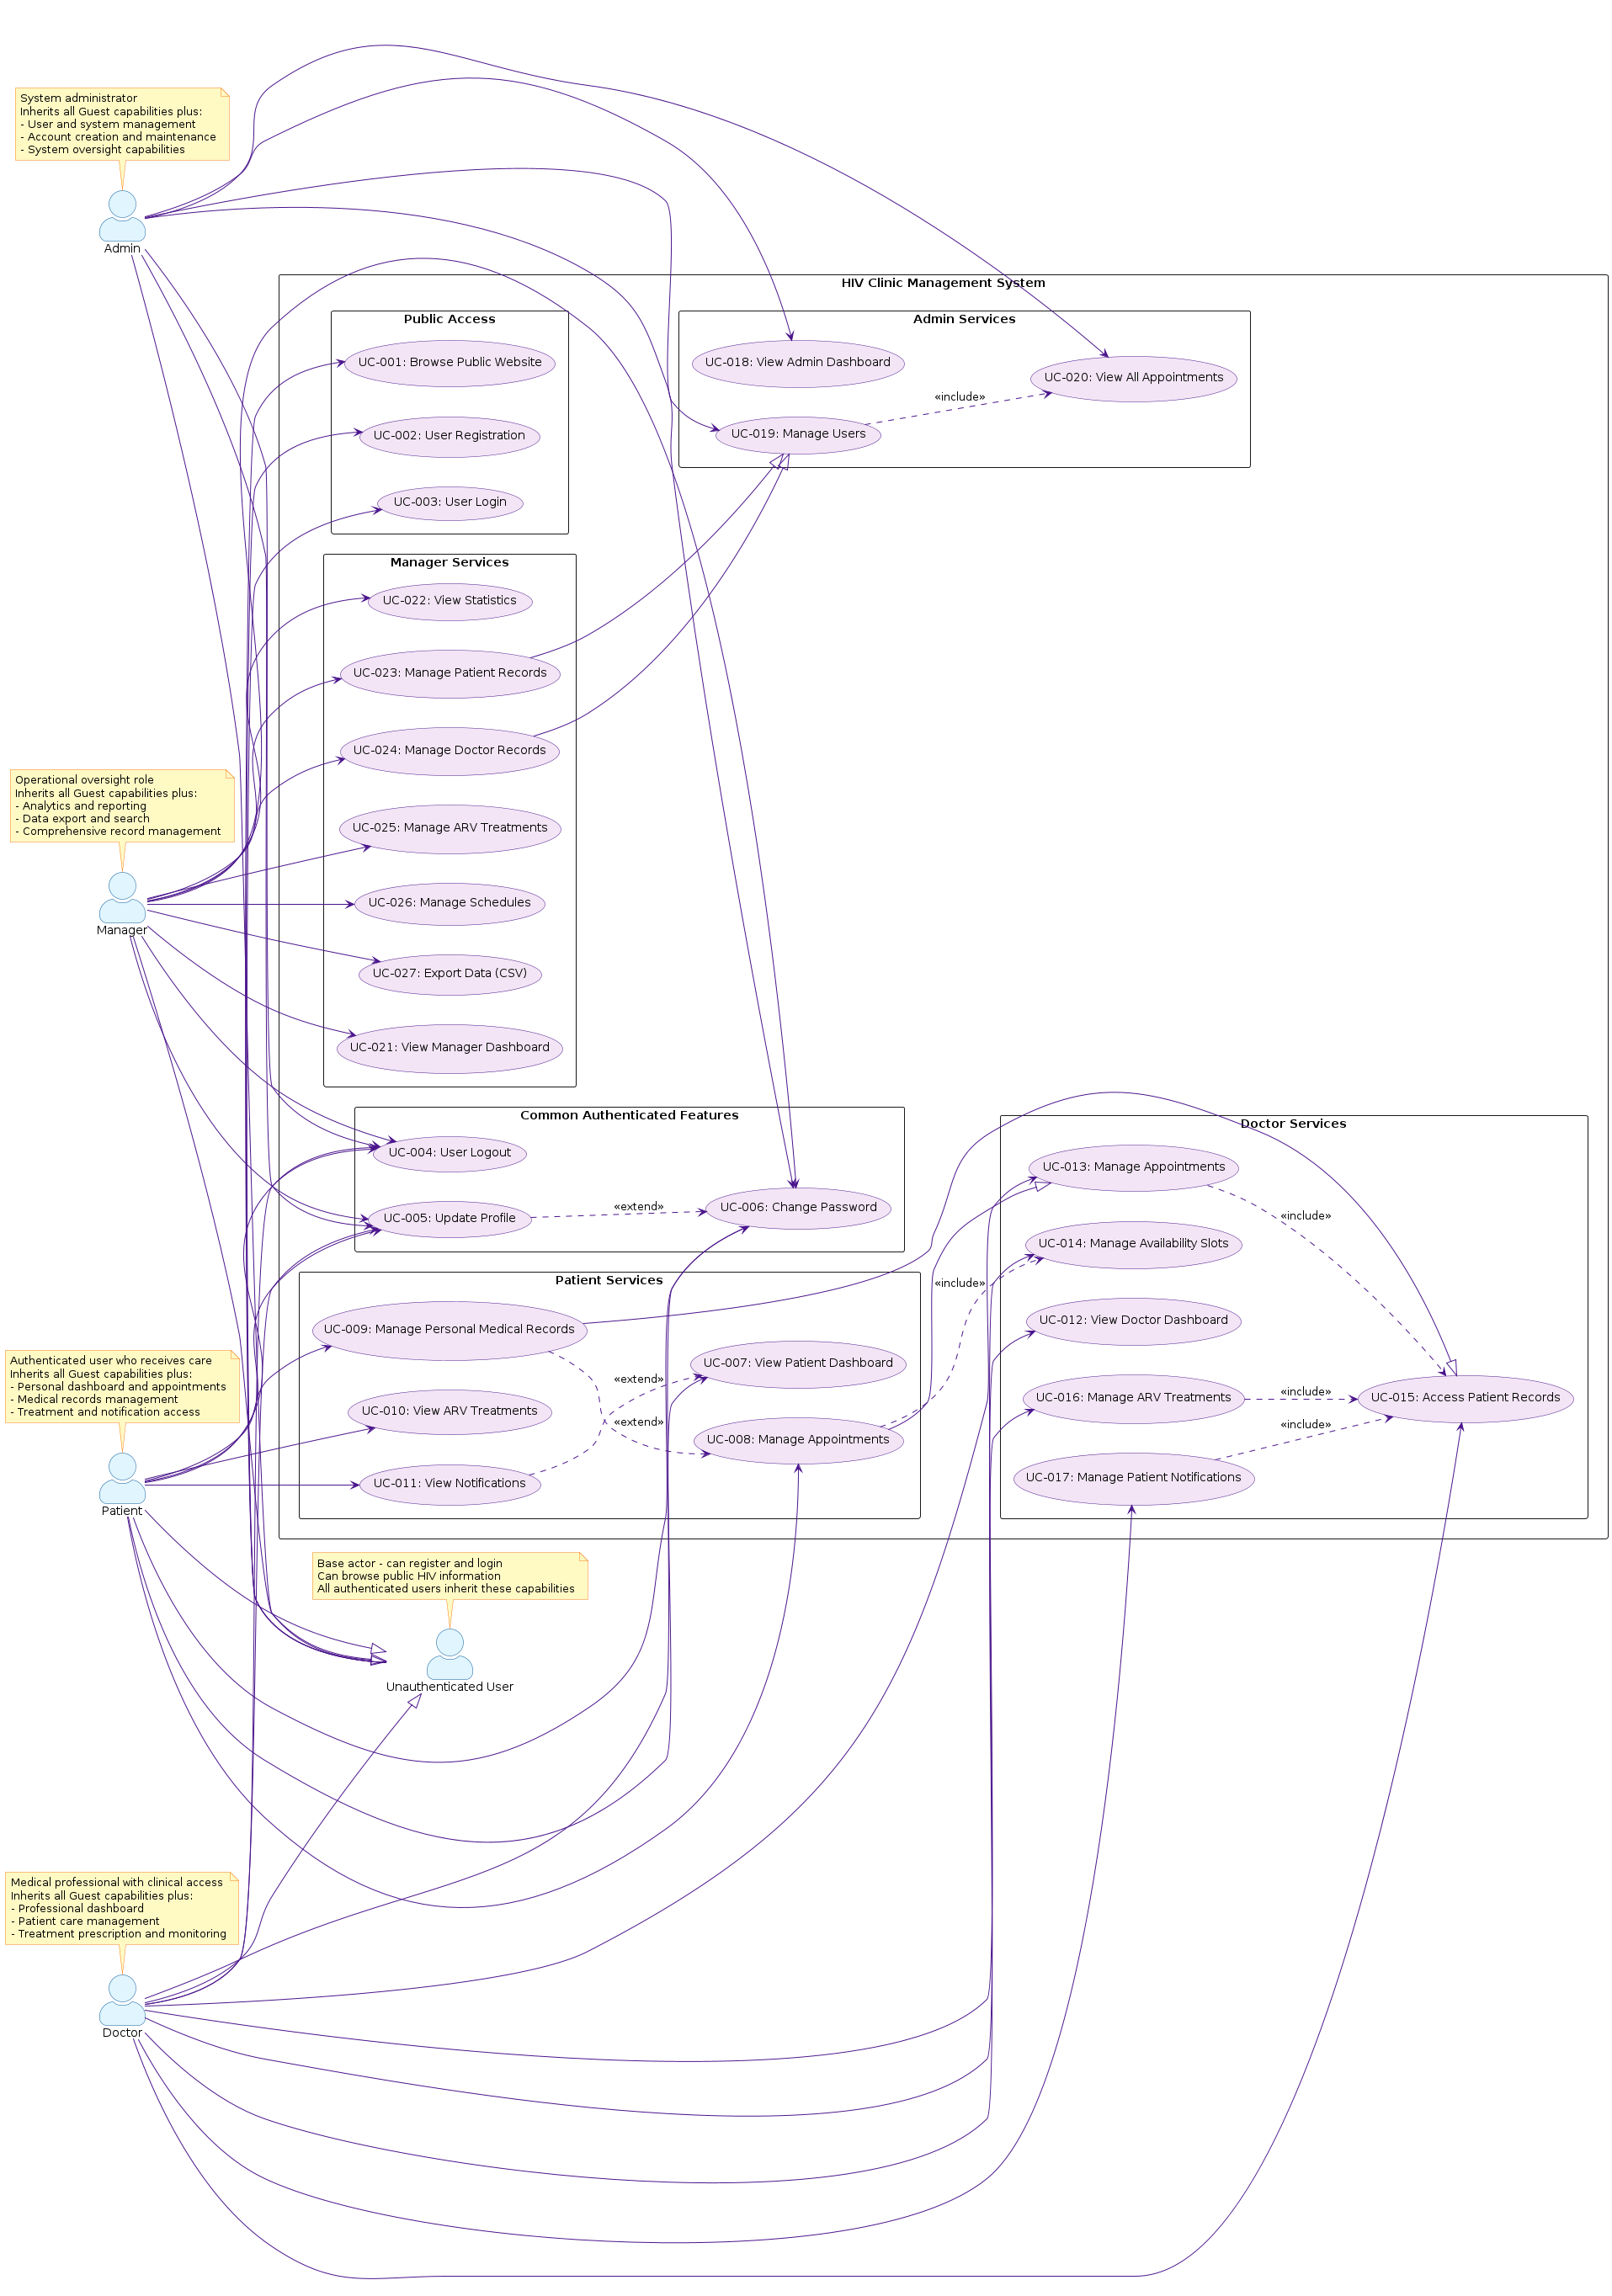 System administrator
Inherits all Guest capabilities plus:
- User and system management
- Account creation and maintenance
- System oversight capabilities
Admin
HIV Clinic Management System
Public Access
UC-001: Browse Public Website
UC-002: User Registration
UC-003: User Login
Admin Services
UC-018: View Admin Dashboard
UC-020: View All Appointments
«include»
UC-019: Manage Users
Manager Services
UC-022: View Statistics
UC-023: Manage Patient Records
UC-024: Manage Doctor Records
UC-025: Manage ARV Treatments
UC-026: Manage Schedules
UC-027: Export Data (CSV)
UC-021: View Manager Dashboard
Operational oversight role
Inherits all Guest capabilities plus:
- Analytics and reporting
- Data export and search
- Comprehensive record management
Manager
Common Authenticated Features
UC-004: User Logout
UC-005: Update Profile
«extend»
UC-006: Change Password
Doctor Services
UC-013: Manage Appointments
«include»
UC-014: Manage Availability Slots
«include»
UC-012: View Doctor Dashboard
UC-016: Manage ARV Treatments
«include»
UC-015: Access Patient Records
«include»
UC-017: Manage Patient Notifications
Patient Services
UC-009: Manage Personal Medical Records
UC-007: View Patient Dashboard
«extend»
UC-010: View ARV Treatments
«extend»
UC-008: Manage Appointments
UC-011: View Notifications
Authenticated user who receives care
Inherits all Guest capabilities plus:
- Personal dashboard and appointments
- Medical records management
- Treatment and notification access
Patient
Base actor - can register and login
Can browse public HIV information
All authenticated users inherit these capabilities
Unauthenticated User
Medical professional with clinical access
Inherits all Guest capabilities plus:
- Professional dashboard
- Patient care management
- Treatment prescription and monitoring
Doctor